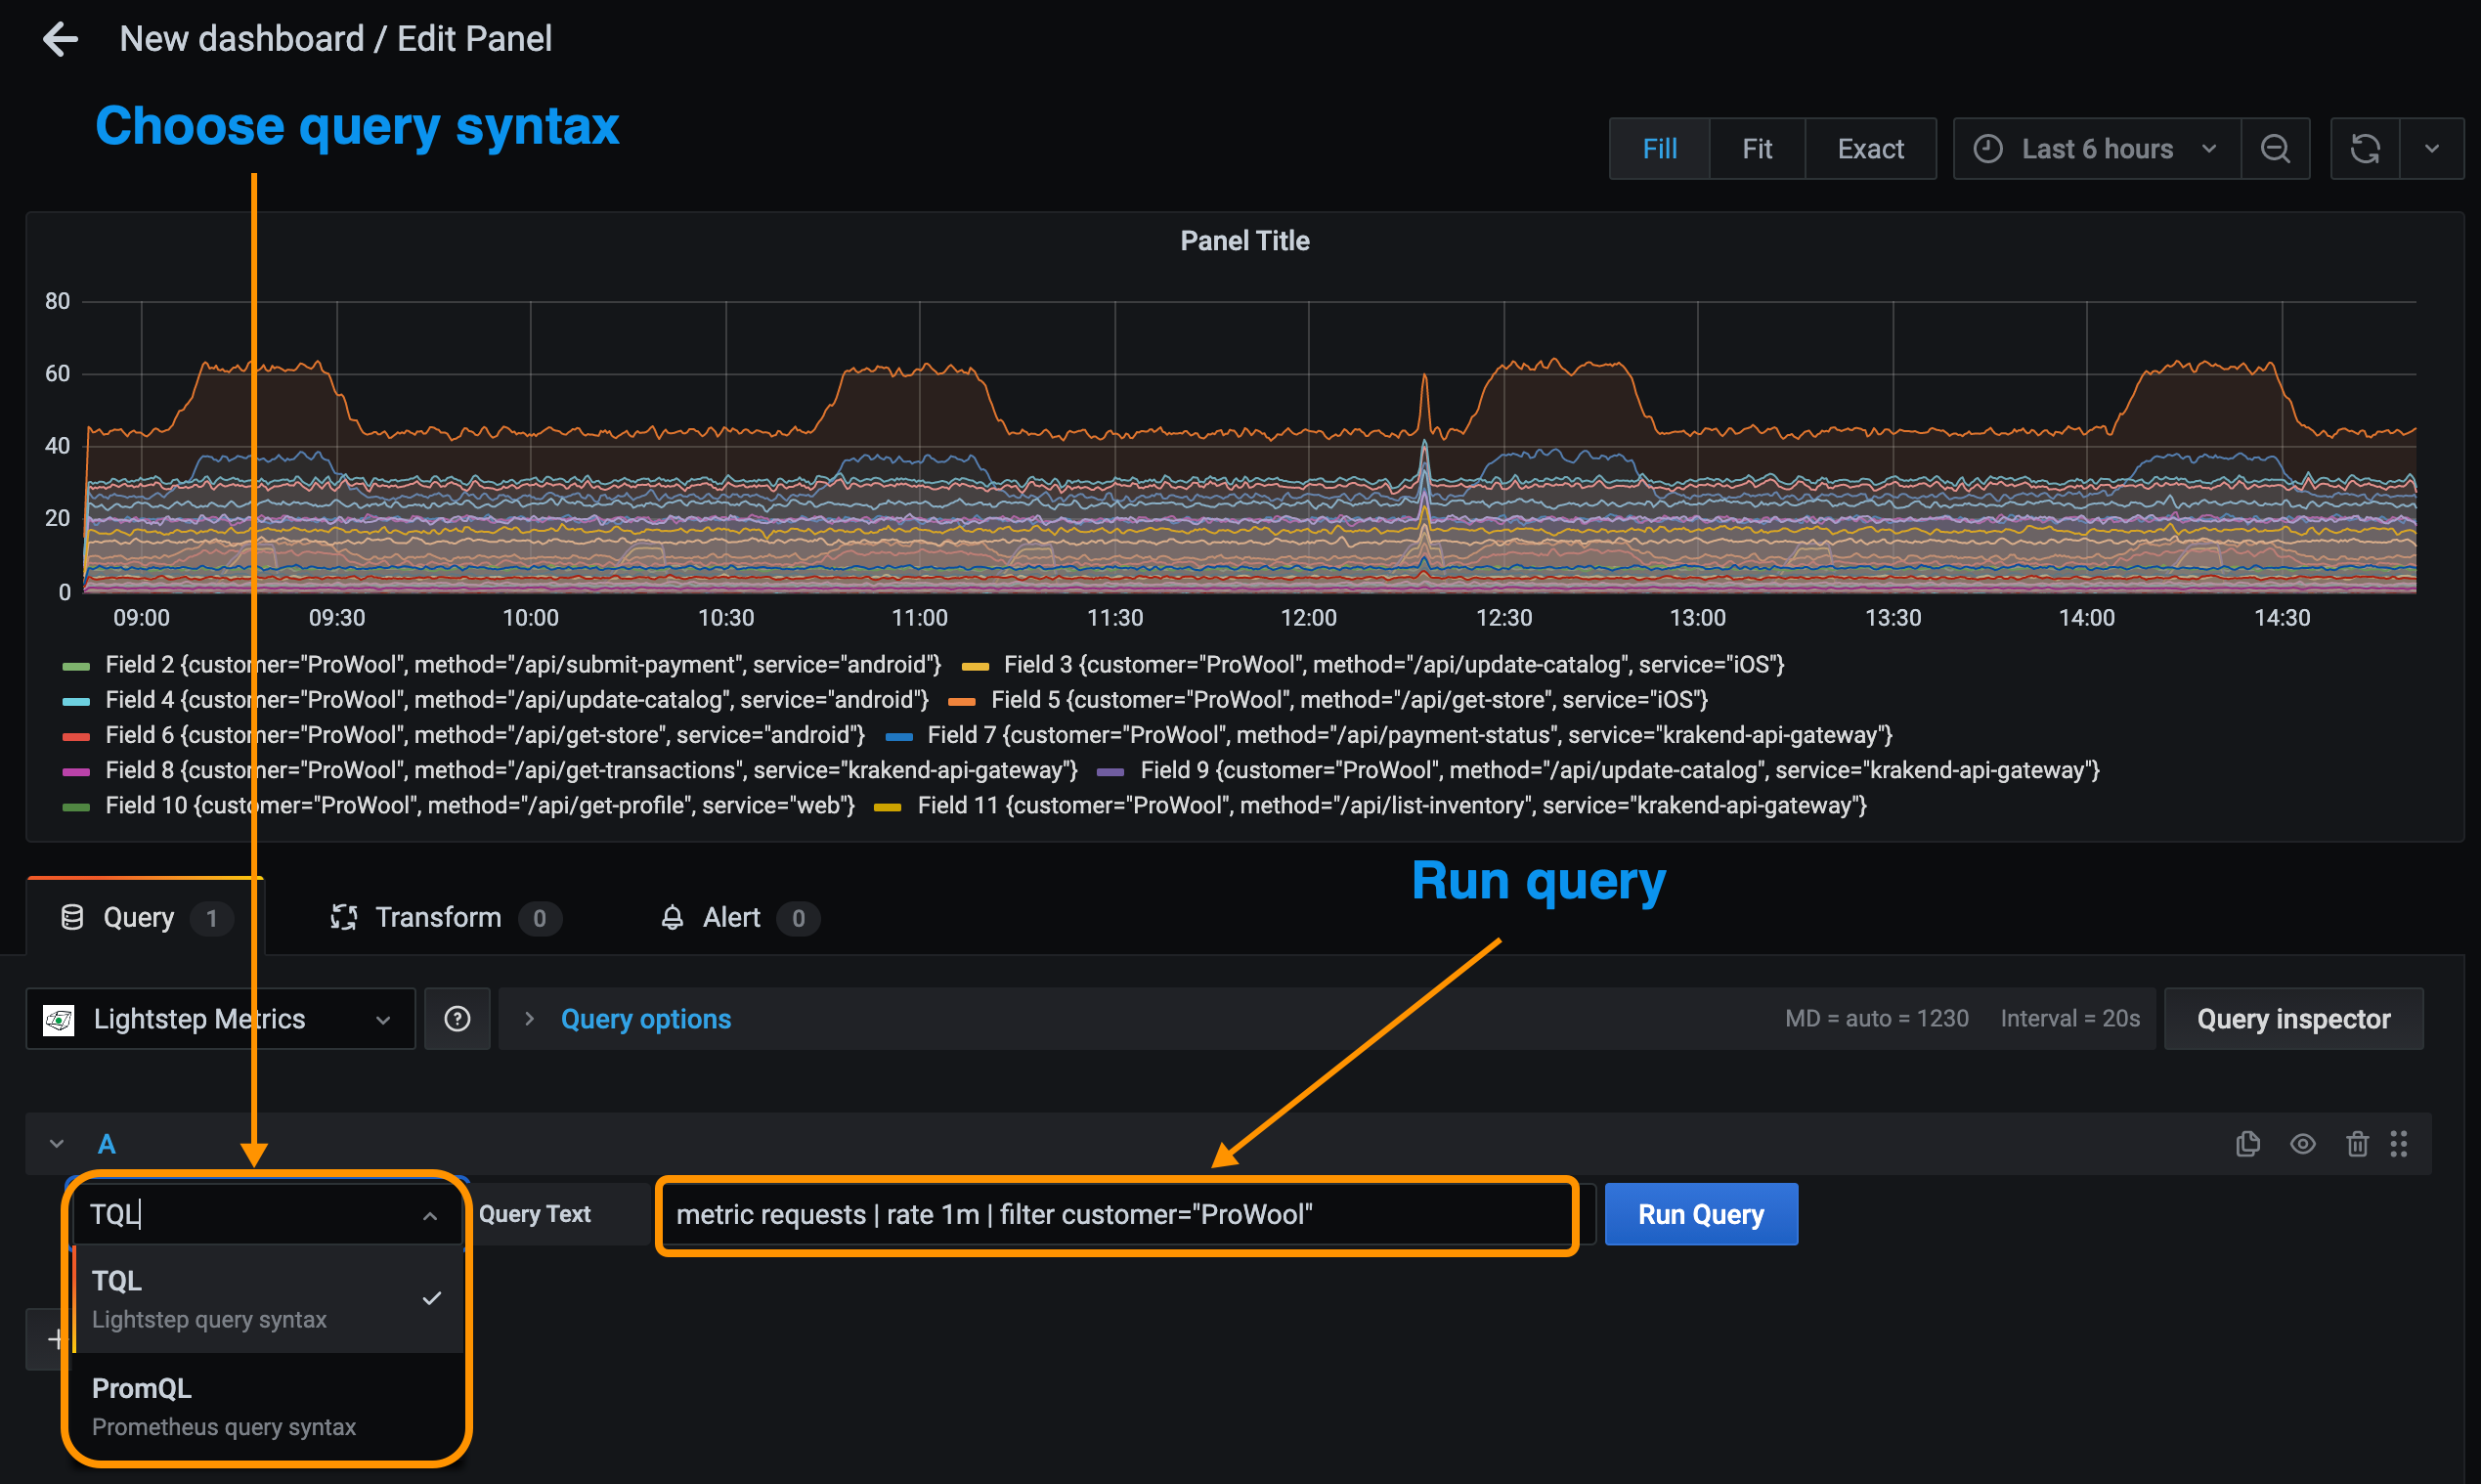 New dashboard / Edit Panel
Choose query syntax
Fill Fit Exact Last 6 hours
Panel Title
80
60
40
20
0
09:00 09:30 10:00 10:30 11:00 11:30 12:00 12:30 13:00 13:30 14:00 14:30
Field 2 {customer="ProWool", method="/api/submit-payment", service="android"} Field 3 {customer="ProWool", method="/api/update-catalog", service="iOS"}
Field 4 {customer="ProWool", method="/api/update-catalog", service="android"} Field 5 {customer="ProWool", method="/api/get-store", service="iOS"}
Field 6 {customer="ProWool", method="/api/get-store", service="android"} Field 7 {customer="ProWool", method="/api/payment-status", service="krakend-api-gateway"}
Field 8 {customer="ProWool", method="/api/get-transactions", service="krakend-api-gateway"} Field 9 {customer="ProWool", method="/api/update-catalog", service="krakend-api-gateway"}
Field 10 {customer="ProWool", method="/api/get-profile", service="web"} Field 11 {customer="ProWool", method="/api/list-inventory", service="krakend-api-gateway"}
Run query
Query 1 Transform 0 Alert 0
Lightstep Metrics Query options MD = auto = 1230 Interval = 20s Query inspector
A
TQL Query Text metric requests | rate 1m | filter customer="ProWool" Run Query
TQL
Lightstep query syntax
+
PromQL
Prometheus query syntax